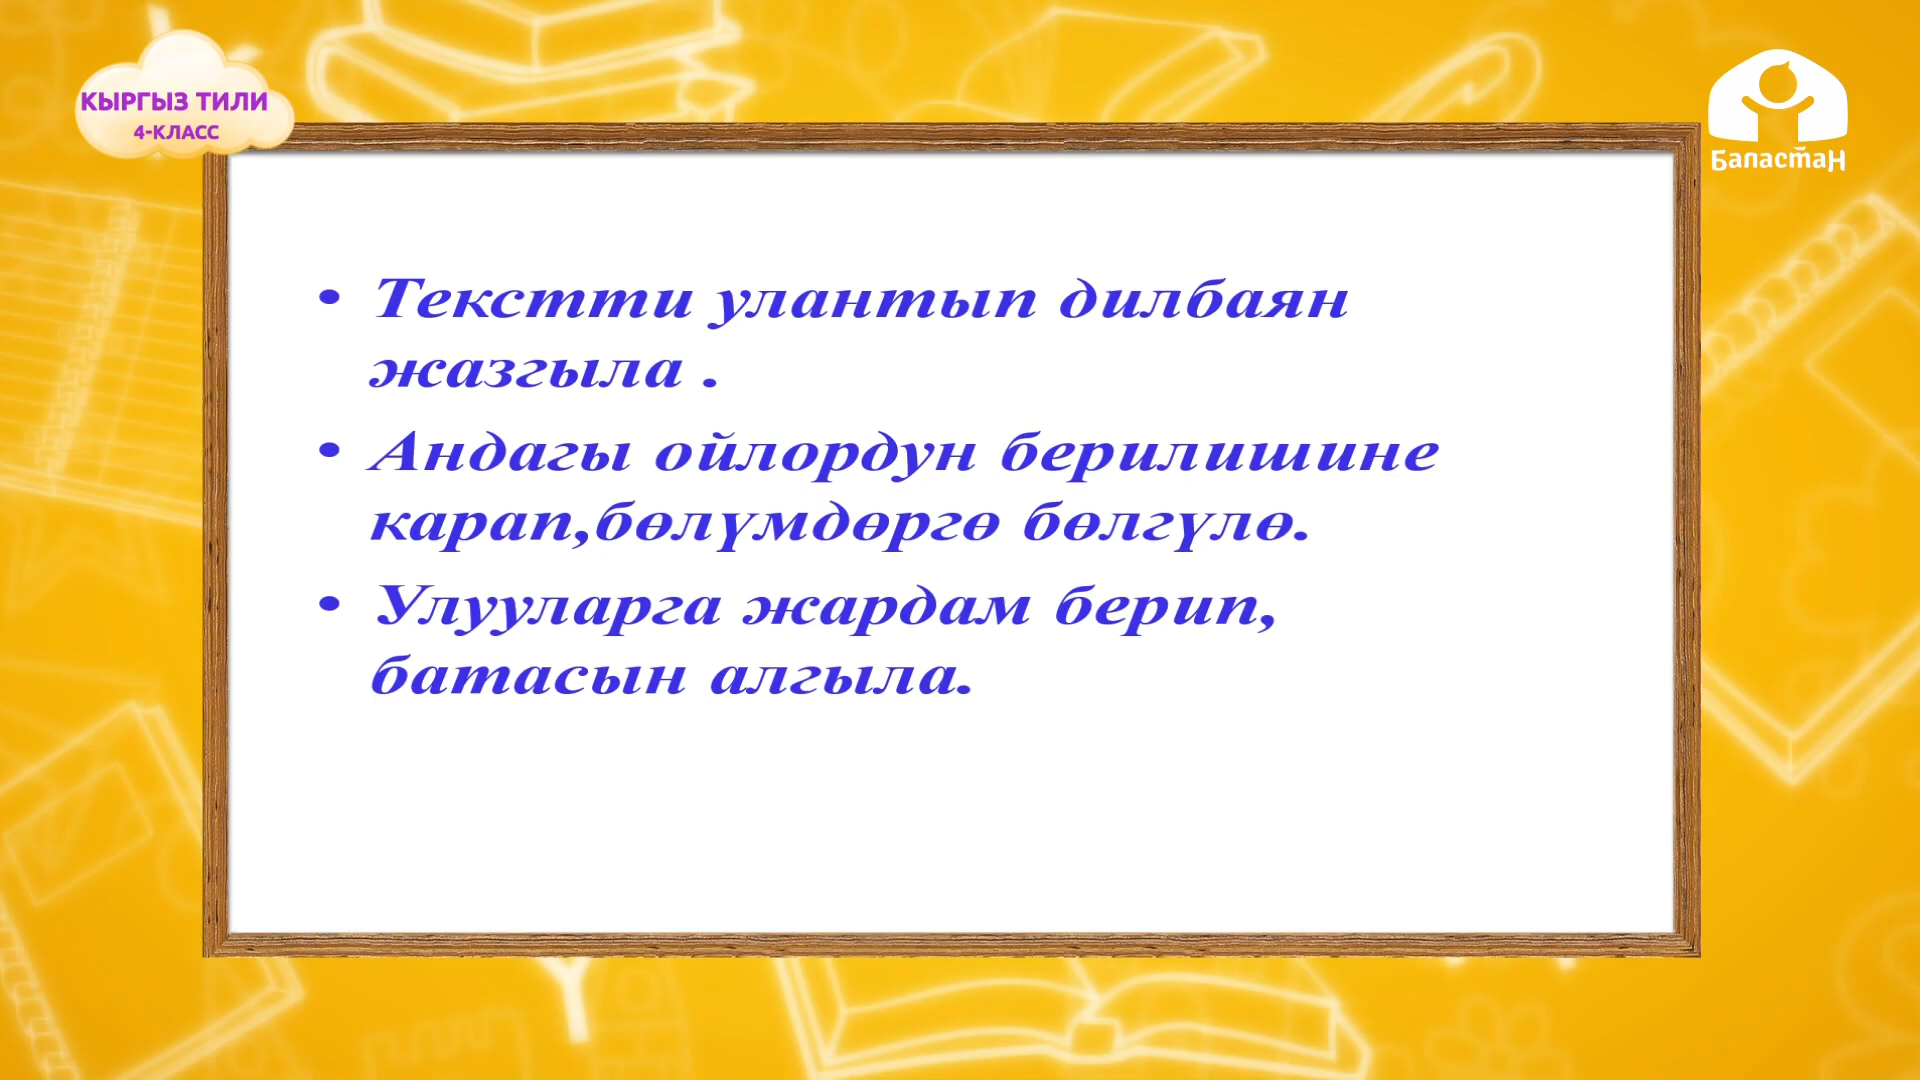 КЫРГЫЗ ТИЛИ
4-КЛАСС
Баластан
• Текстти улантып дилбаян
жазгыла .
• Андагы ойлордун берилишине
карап,бөлүмдөргө бөлгүлө.
• Улууларга жардам берип,
батасын алгыла.